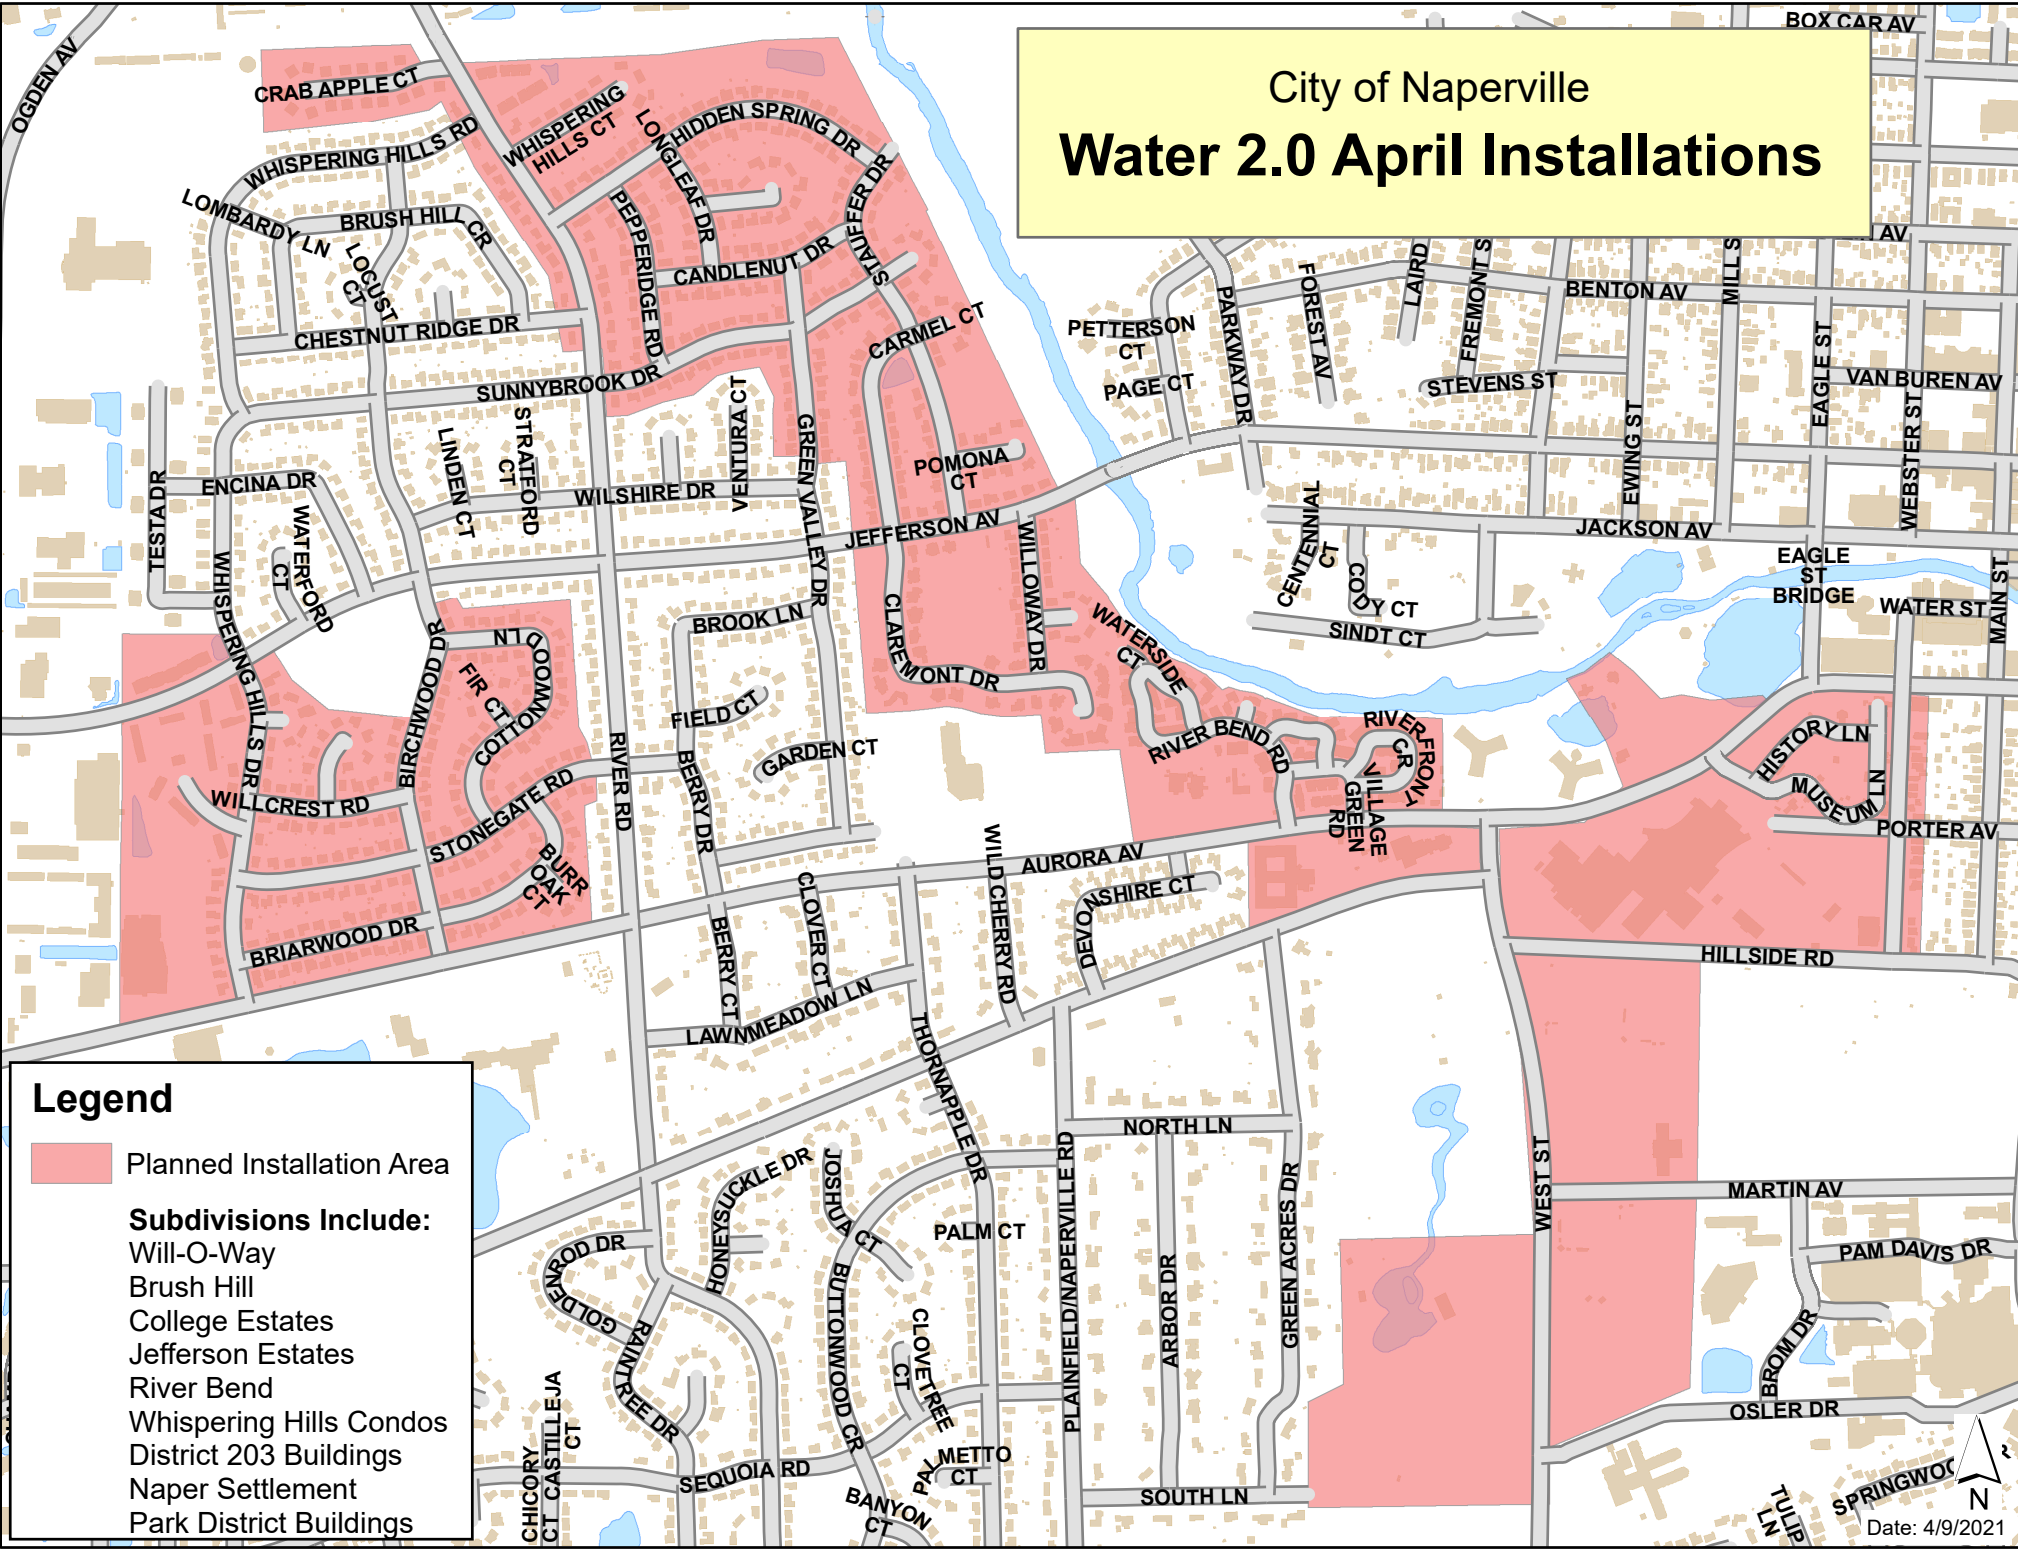 City of Naperville
Water 2.0 April Installations
BOX CAR AV
OGDEN AV
CRAB APPLE CT
WHISPERING
HILLS CT
LONGLEAF DR
HIDDEN SPRING DR
WHISPERING HILLS RD
LOMBARDY LN
BRUSH HILL CR
LOCUST
CT
PEPPERIDGE RD
CANDLENUT DR
STAUFFER DR
CHESTNUT RIDGE DR
CARMEL CT
SUNNYBROOK DR
PETTERSON
CT
PAGE CT
PARKWAY DR
FOREST AV
LAIRD
FREMONT S
BENTON AV
MILL S
AV
EAGLE ST
STEVENS ST
VAN BUREN AV
WEBSTER ST
EWING ST
TESTA DR
ENCINA DR
LINDEN CT
STRATFORD
CT
VENTURA CT
WILSHIRE DR
GREEN VALLEY DR
POMONA
CT
JEFFERSON AV
JACKSON AV
WATERFORD
CT
WHISPERING HILLS DR
WILLOWAY DR
CENTENNIAL
CT
CODY CT
SINDT CT
EAGLE
ST
BRIDGE
WATER ST
MAIN ST
BROOK LN
BIRCHWOOD DR
COTTONWOOD LN
FIR CT
CLAREMONT DR
WATERSIDE
CT
FIELD CT
GARDEN CT
RIVER RD
BERRY DR
RIVER BEND RD
RIVERFRONT
CR
VILLAGE
GREEN
RD
HISTORY LN
MUSEUM LN
PORTER AV
WILLCREST RD
STONEGATE RD
BURR
OAK
CT
BRIARWOOD DR
AURORA AV
WILD CHERRY RD
DEVONSHIRE CT
CLOVER CT
BERRY CT
LAWNMEADOW LN
HILLSIDE RD
THORNAPPLE DR
NORTH LN
WEST ST
MARTIN AV
PAM DAVIS DR
HONEYSUCKLE DR
JOSHUA CT
PALM CT
PLAINFIELD/NAPERVILLE RD
ARBOR DR
GREEN ACRES DR
GOLDENROD DR
RAINTREE DR
BUTTONWOOD CR
CLOVETREE
CT
BROM DR
OSLER DR
CHICORY
CT
CASTILLEJA
CT
SEQUOIA RD
PALMETTO
CT
BANYON
CT
SOUTH LN
TULIP
LN
SPRINGWOO
Legend
Planned Installation Area
Subdivisions Include:
Will-O-Way
Brush Hill
College Estates
Jefferson Estates
River Bend
Whispering Hills Condos
District 203 Buildings
Naper Settlement
Park District Buildings
N
Date: 4/9/2021